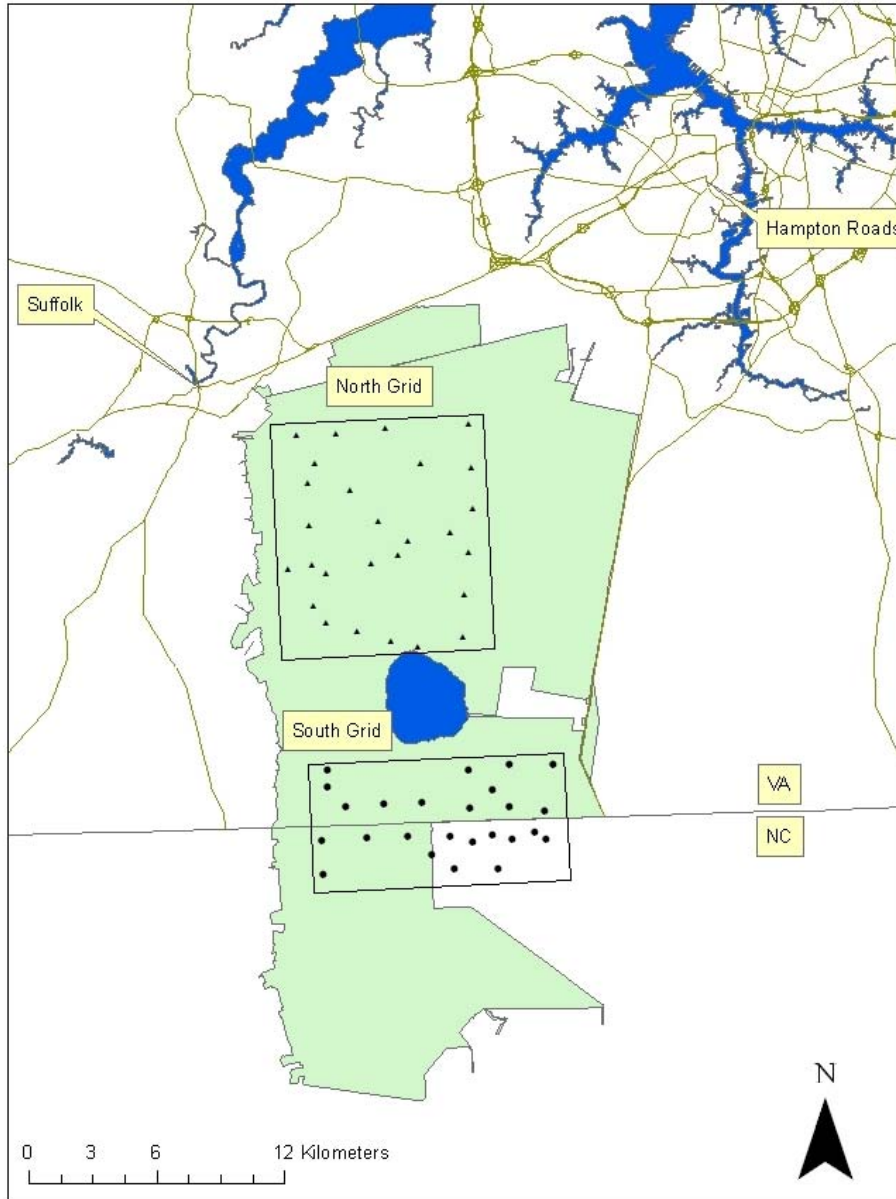 Hampton Roads
Suffolk
North Grid
South Grid
VA
NC
N
0 3 6 12 Kilometers